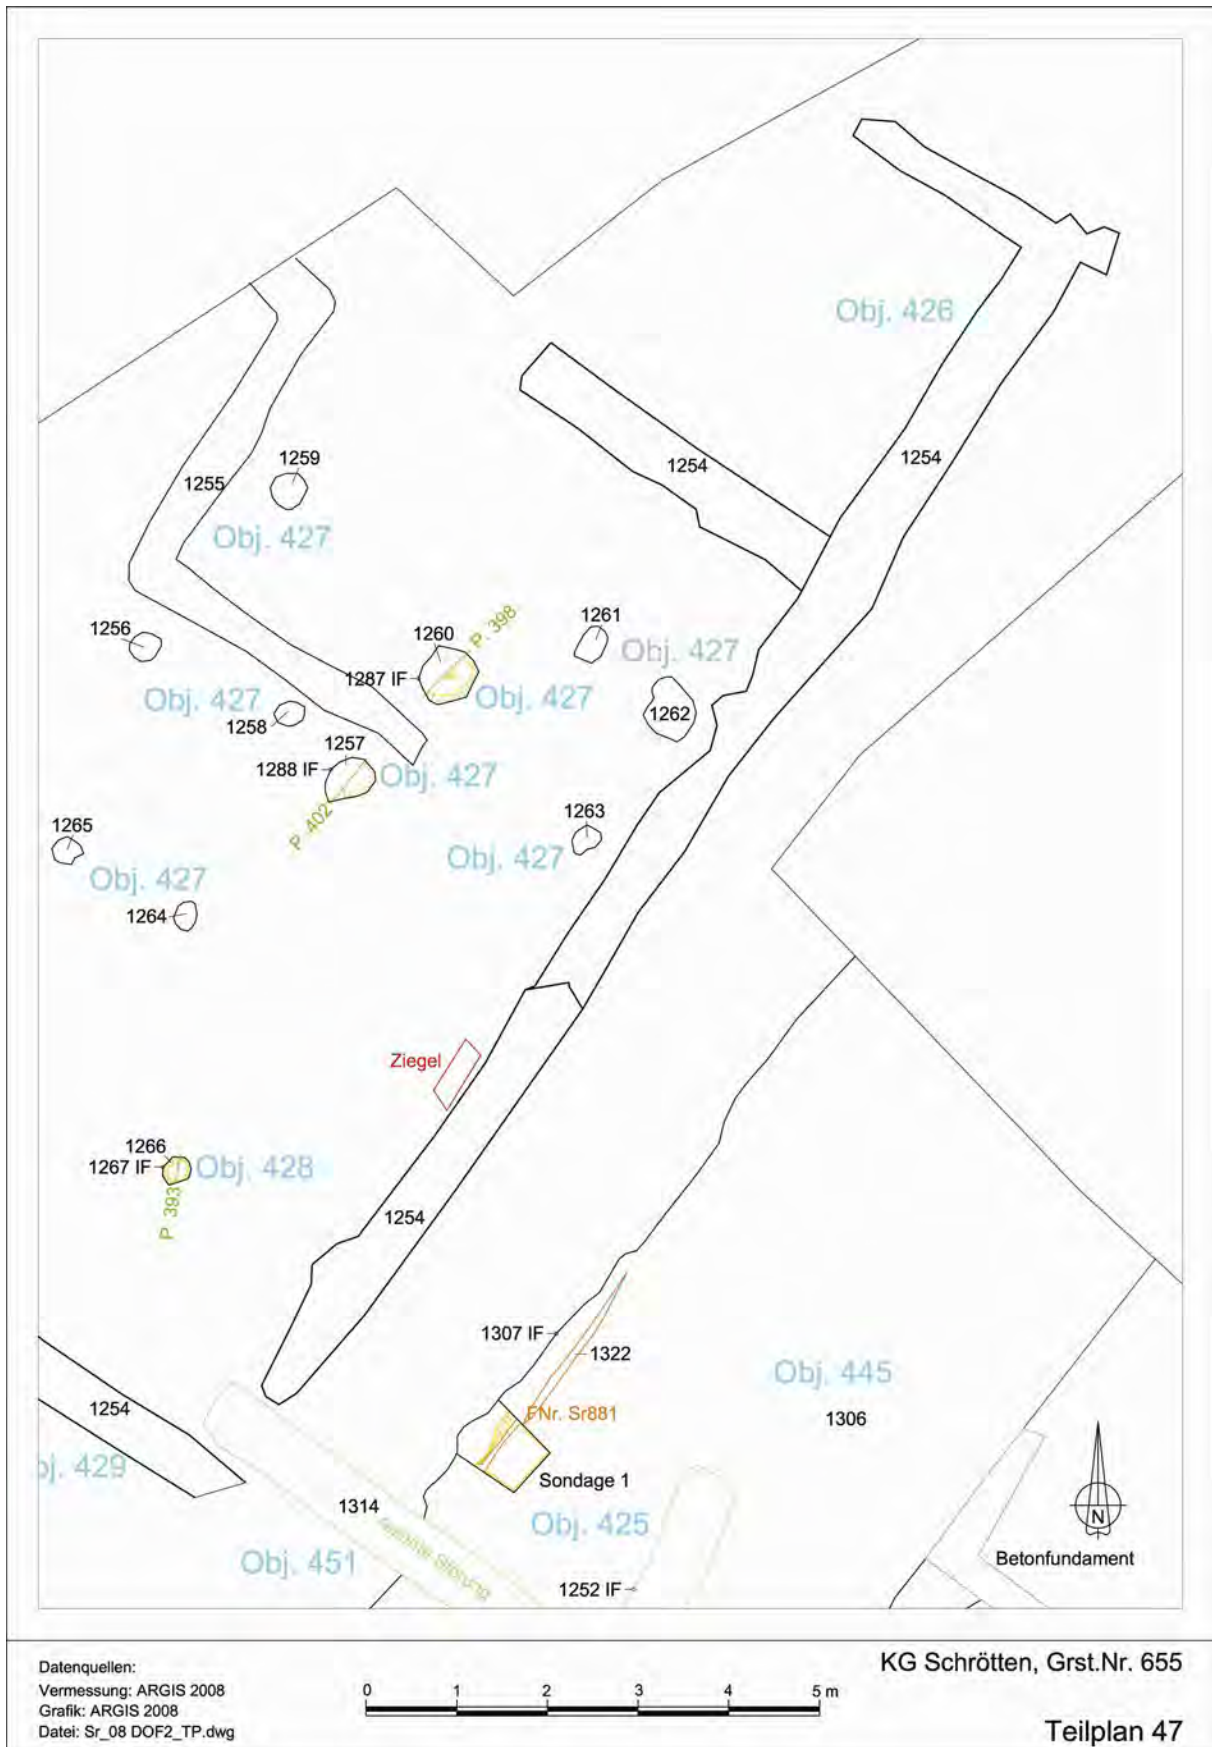 Obj. 426
1254
1254
1259
1255
Obj. 427
1256
1261
P. 398
1260
Obj. 427
1287 IF
Obj. 427
Obj. 427
1262
1258
1257
1288 IF
Obj. 427
P. 402
1265
1263
Obj. 427
Obj. 427
1264
Ziegel
1266
1267 IF
Obj. 428
P. 393
1254
1307 IF
1322
Obj. 445
1254
FNr. Sr881
1306
bj. 429
Sondage 1
1314
Obj. 425
N
Störung
Obj. 451
Betonfundament
1252 IF
Datenquellen:
Vermessung: ARGIS 2008
Grafik: ARGIS 2008
Datei: Sr_08 DOF2_TP.dwg
0 1 2 3 4 5 m
KG Schrötten, Grst.Nr. 655
Teilplan 47